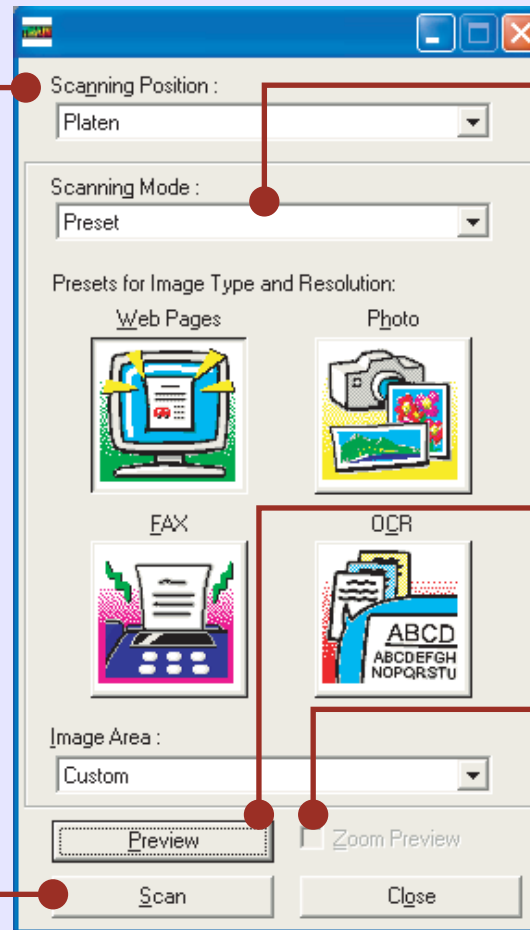 Scanning Position :
Platen
Scanning Mode :
Preset
Presets for Image Type and Resolution:
Web Pages Photo
FAX OCR
ABCD
ABCDEFGH
NOPQRSTU
Image Area :
Custom
Preview Zoom Preview
Scan Close